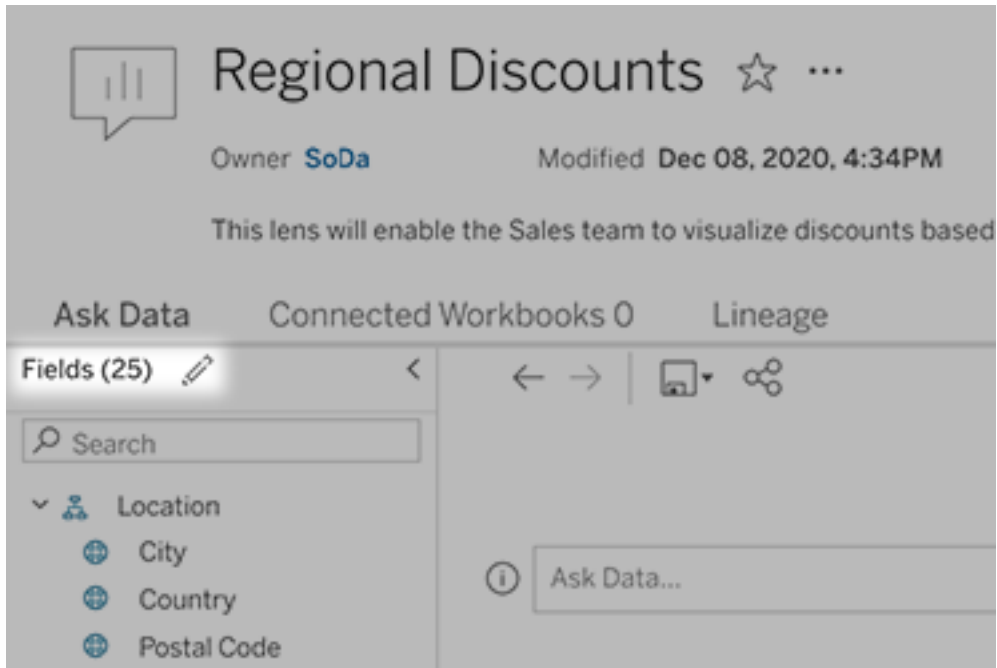 Regional Discounts ...
Owner SoDa Modified Dec 08, 2020, 4:34PM
This lens will enable the Sales team to visualize discounts based
Ask Data Connected Workbooks 0 Lineage
Fields (25)
Search
Location
City
Country
Postal Code
Ask Data...